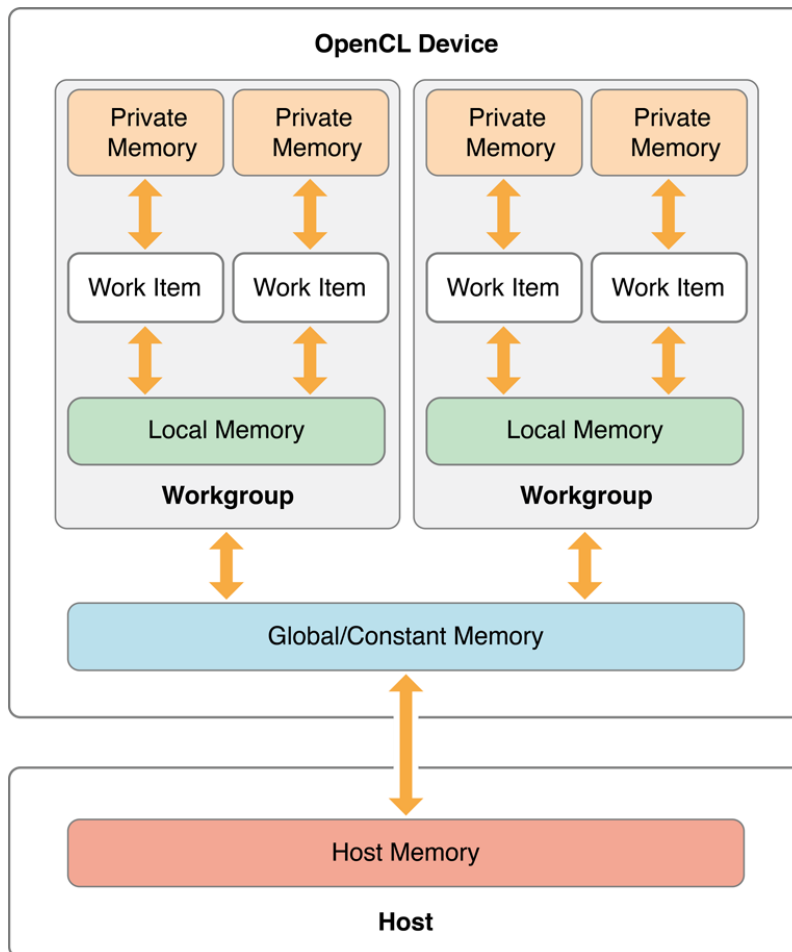 OpenCL Device
Private
Memory
Private
Memory
Private
Memory
Private
Memory
Work Item
Work Item
Work Item
Work Item
Local Memory
Local Memory
Workgroup
Workgroup
Global/Constant Memory
Host Memory
Host